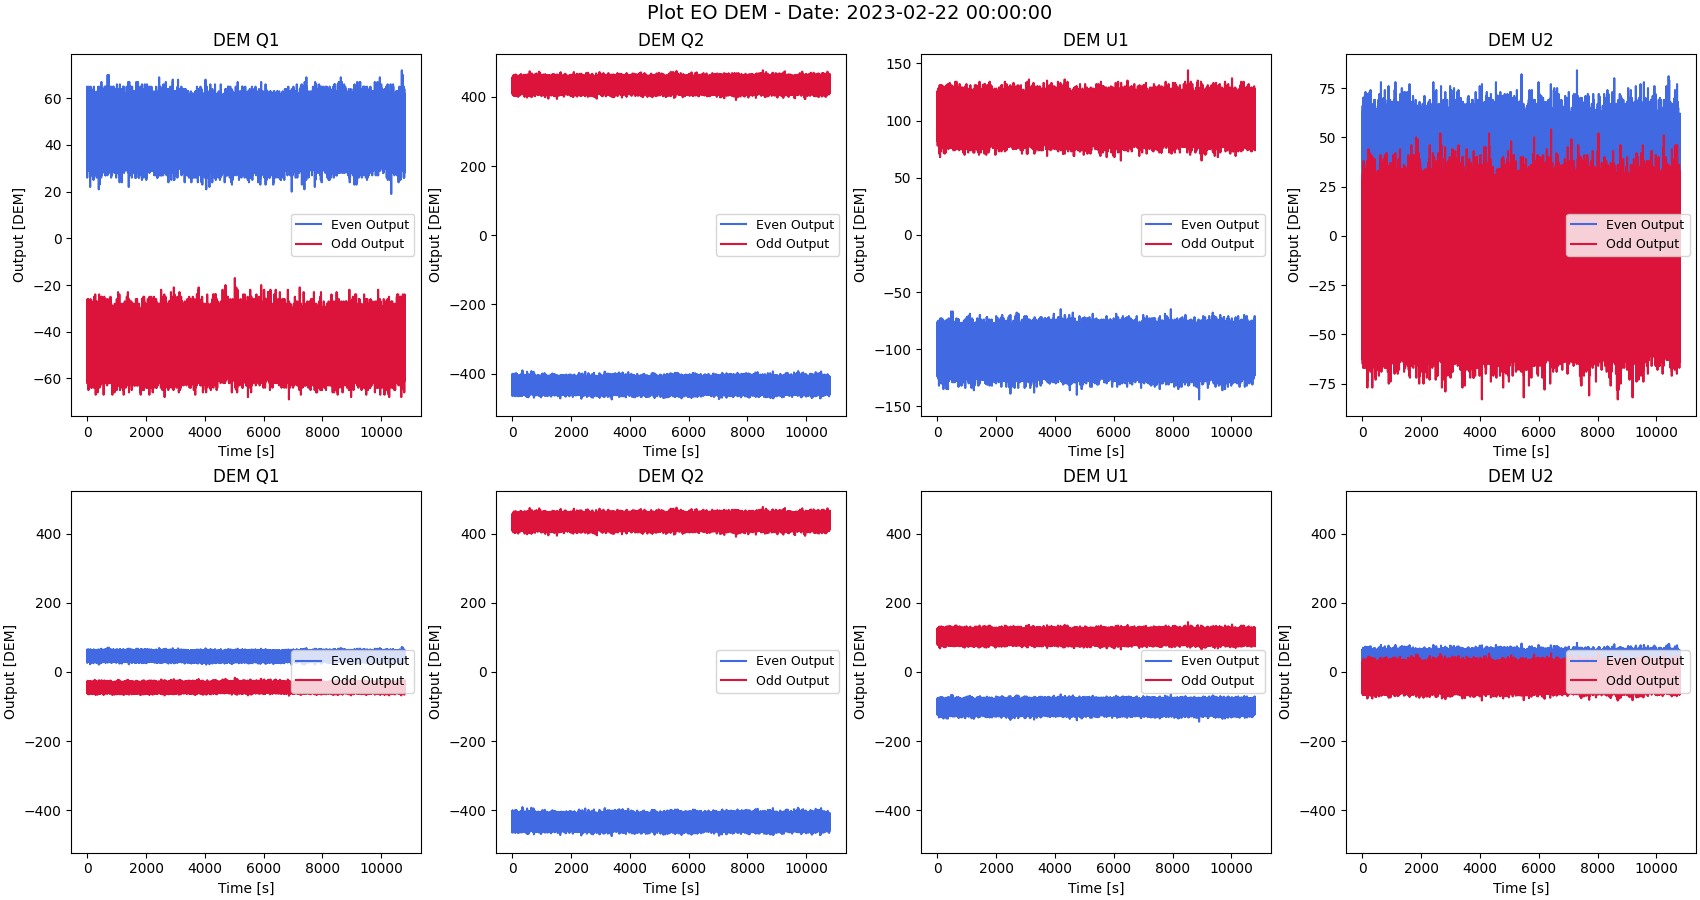 Plot EO DEM - Date: 2023-02-22 00:00:00
DEM Q1
60
40
20
0
−20
−40
−60
Output [DEM]
Even Output
Odd Output
0 2000 4000 6000 8000 10000
Time [s]
DEM Q2
400
200
0
−200
−400
Output [DEM]
Even Output
Odd Output
0 2000 4000 6000 8000 10000
Time [s]
DEM U1
150
100
50
0
−50
−100
−150
Output [DEM]
Even Output
Odd Output
0 2000 4000 6000 8000 10000
Time [s]
DEM U2
75
50
25
0
−25
−50
−75
Output [DEM]
Even Output
Odd Output
0 2000 4000 6000 8000 10000
Time [s]
DEM Q1
400
200
0
−200
−400
Output [DEM]
Even Output
Odd Output
0 2000 4000 6000 8000 10000
Time [s]
DEM Q2
400
200
0
−200
−400
Output [DEM]
Even Output
Odd Output
0 2000 4000 6000 8000 10000
Time [s]
DEM U1
400
200
0
−200
−400
Output [DEM]
Even Output
Odd Output
0 2000 4000 6000 8000 10000
Time [s]
DEM U2
400
200
0
−200
−400
Output [DEM]
Even Output
Odd Output
0 2000 4000 6000 8000 10000
Time [s]